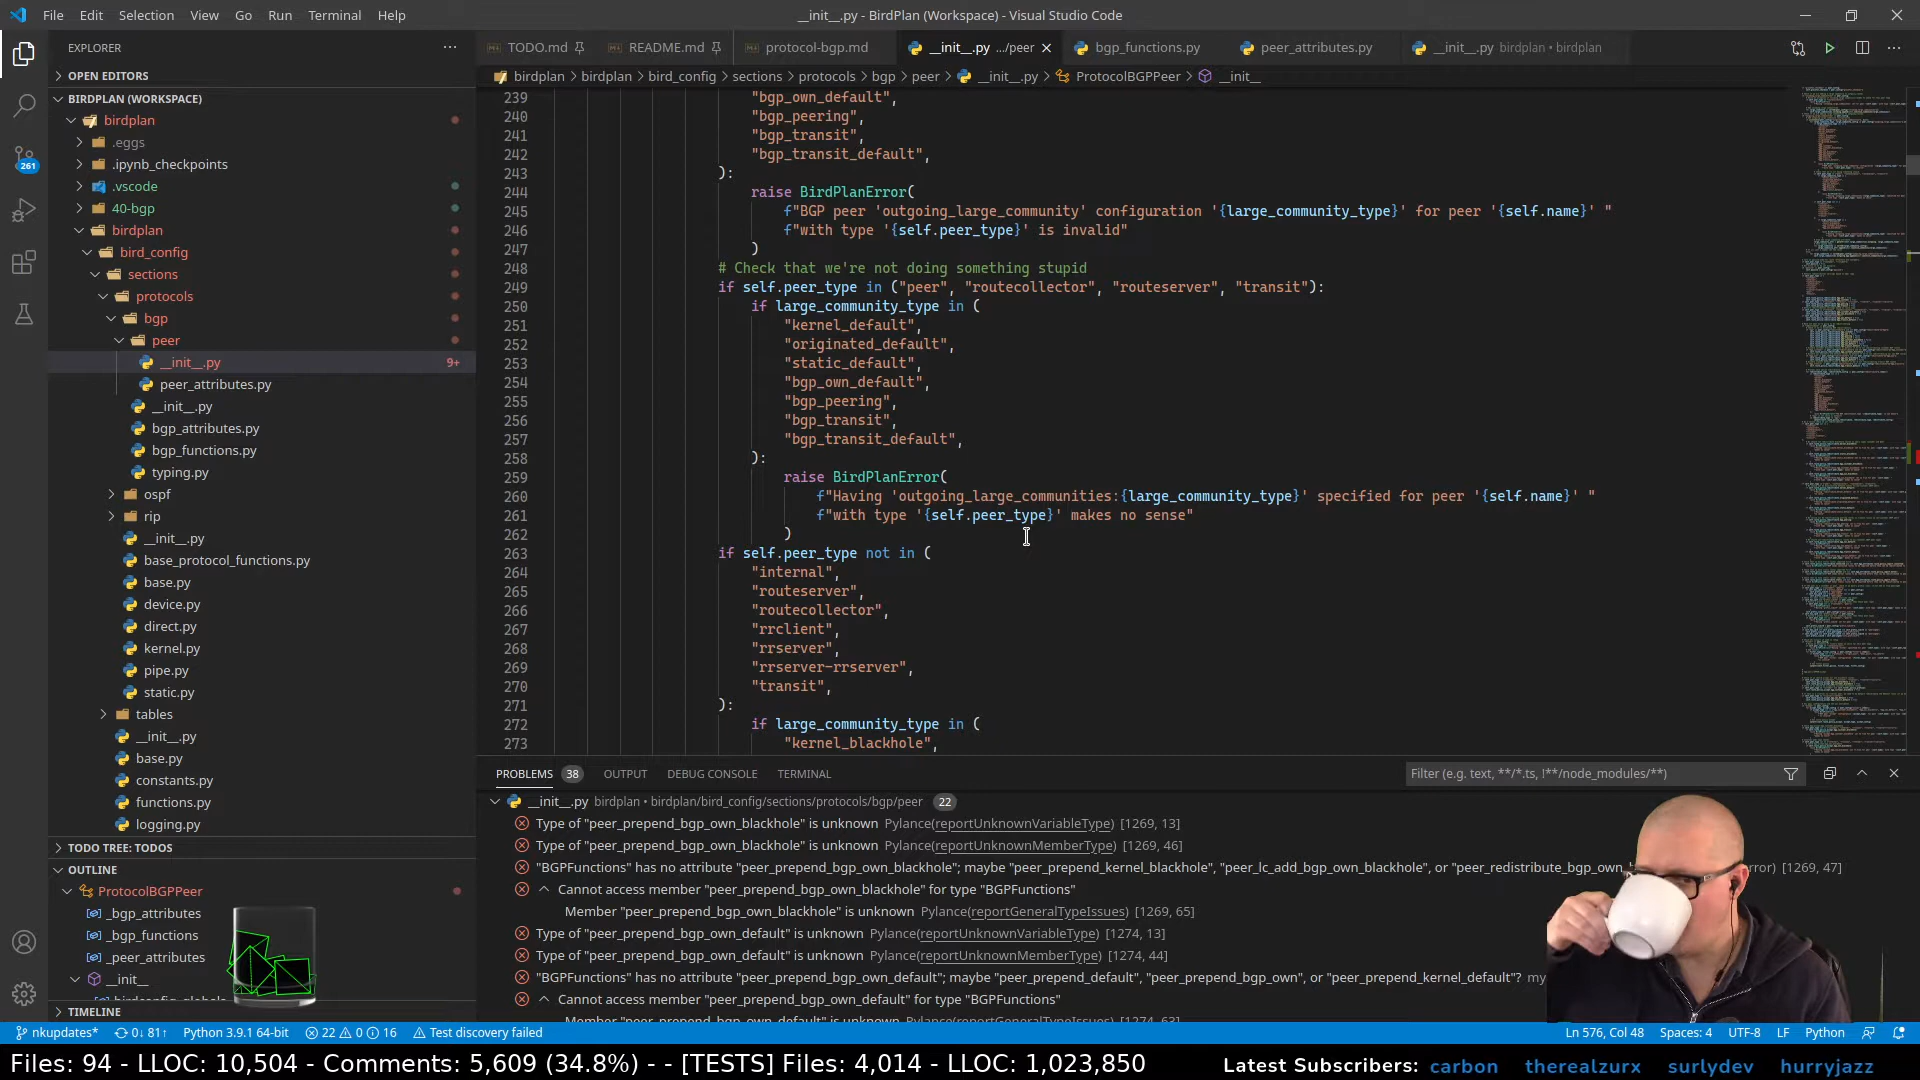 File Edit Selection View Go Run Terminal Help
__init__.py - BirdPlan (Workspace) - Visual Studio Code
EXPLORER
OPEN EDITORS
BIRDPLAN (WORKSPACE)
birdplan
.eggs
.ipynb_checkpoints
.vscode
40-bgp
birdplan
bird_config
sections
protocols
bgp
peer
__init__.py 9+
peer_attributes.py
__init__.py
bgp_attributes.py
bgp_functions.py
typing.py
ospf
rip
__init__.py
base_protocol_functions.py
base.py
device.py
direct.py
kernel.py
pipe.py
static.py
tables
__init__.py
base.py
constants.py
functions.py
logging.py
TODO TREE: TODOS
OUTLINE
ProtocolBGPPeer
_bgp_attributes
_bgp_functions
_peer_attributes
__init__
TIMELINE
261
TODO.md README.md protocol-bgp.md __init__.py .../peer bgp_functions.py peer_attributes.py __init__.py birdplan • birdplan
birdplan > birdplan > bird_config > sections > protocols > bgp > peer > __init__.py > ProtocolBGPPeer > __init__
239 "bgp_own_default",
240 "bgp_peering",
241 "bgp_transit",
242 "bgp_transit_default",
243 ):
244 raise BirdPlanError(
245 f"BGP peer 'outgoing_large_community' configuration '{large_community_type}' for peer '{self.name}' "
246 f"with type '{self.peer_type}' is invalid"
247 )
248 # Check that we're not doing something stupid
249 if self.peer_type in ("peer", "routecollector", "routeserver", "transit"):
250 if large_community_type in (
251 "kernel_default",
252 "originated_default",
253 "static_default",
254 "bgp_own_default",
255 "bgp_peering",
256 "bgp_transit",
257 "bgp_transit_default",
258 ):
259 raise BirdPlanError(
260 f"Having 'outgoing_large_communities:{large_community_type}' specified for peer '{self.name}' "
261 f"with type '{self.peer_type}' makes no sense"
262 )
263 if self.peer_type not in (
264 "internal",
265 "routeserver",
266 "routecollector",
267 "rrclient",
268 "rrserver",
269 "rrserver-rrserver",
270 "transit",
271 ):
272 if large_community_type in (
273 "kernel_blackhole",
PROBLEMS 38 OUTPUT DEBUG CONSOLE TERMINAL
Filter (e.g. text, **/*.ts, !**/node_modules/**)
__init__.py birdplan • birdplan/bird_config/sections/protocols/bgp/peer 22
Type of "peer_prepend_bgp_own_blackhole" is unknown Pylance(reportUnknownVariableType) [1269, 13]
Type of "peer_prepend_bgp_own_blackhole" is unknown Pylance(reportUnknownMemberType) [1269, 46]
"BGPFunctions" has no attribute "peer_prepend_bgp_own_blackhole"; maybe "peer_prepend_kernel_blackhole", "peer_lc_add_bgp_own_blackhole", or "peer_redistribute_bgp_own_ rror) [1269, 47]
Cannot access member "peer_prepend_bgp_own_blackhole" for type "BGPFunctions"
Member "peer_prepend_bgp_own_blackhole" is unknown Pylance(reportGeneralTypeIssues) [1269, 65]
Type of "peer_prepend_bgp_own_default" is unknown Pylance(reportUnknownVariableType) [1274, 13]
Type of "peer_prepend_bgp_own_default" is unknown Pylance(reportUnknownMemberType) [1274, 44]
"BGPFunctions" has no attribute "peer_prepend_bgp_own_default"; maybe "peer_prepend_default", "peer_prepend_bgp_own", or "peer_prepend_kernel_default"? my
Cannot access member "peer_prepend_bgp_own_default" for type "BGPFunctions"
Member "peer_prepend_bgp_own_default" is unknown Pylance(reportGeneralTypeIssues) [1274, 63]
nkupdates* 0↓ 81↑ Python 3.9.1 64-bit 22 0 16 Test discovery failed
Ln 576, Col 48 Spaces: 4 UTF-8 LF Python
Files: 94 - LLOC: 10,504 - Comments: 5,609 (34.8%) - - [TESTS] Files: 4,014 - LLOC: 1,023,850
Latest Subscribers: carbon therealzurx surlydev hurryjazz